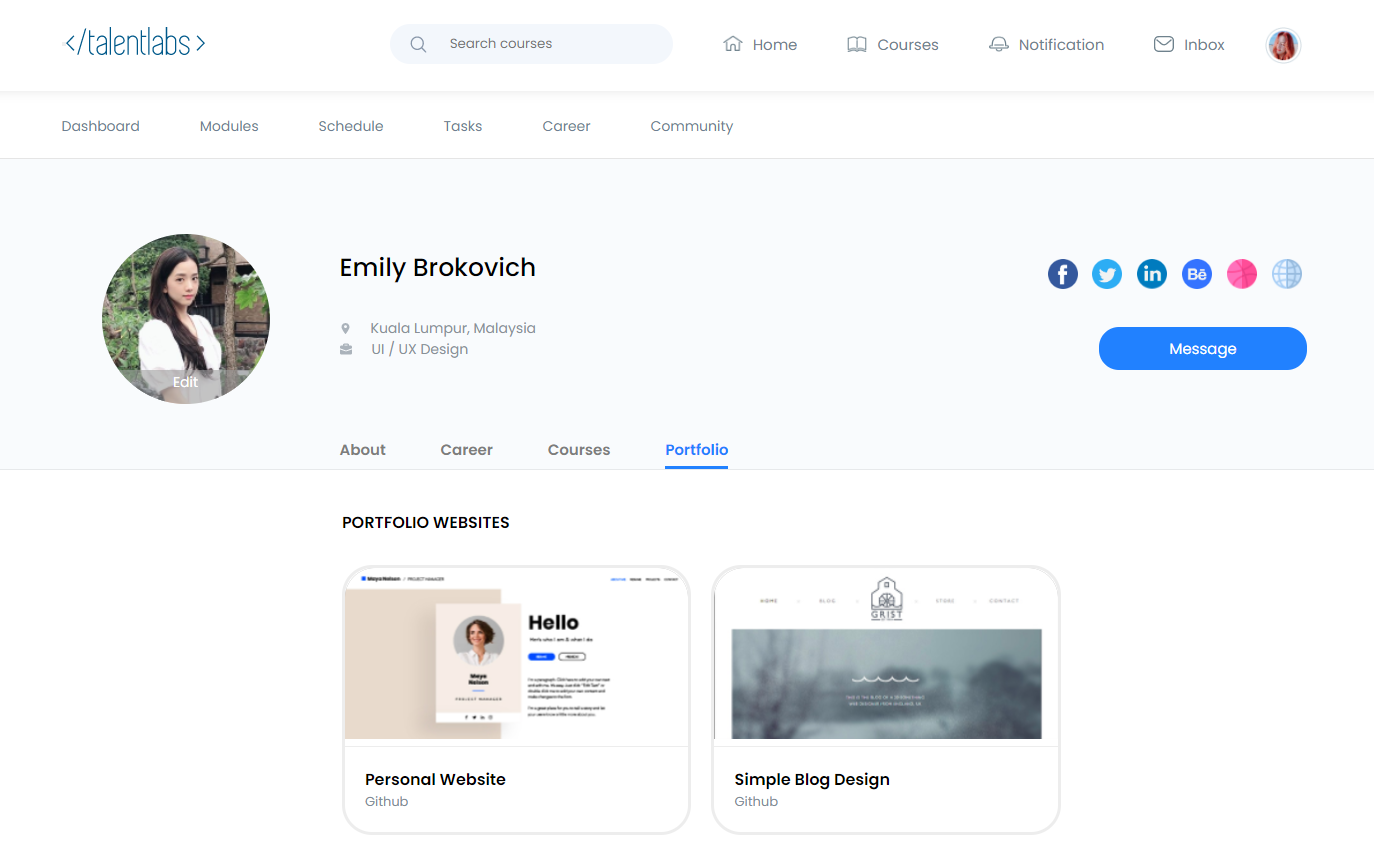 </talentlabs>
Search courses
Home
Courses
Notification
Inbox
Dashboard
Modules
Schedule
Tasks
Career
Community
Emily Brokovich
Kuala Lumpur, Malaysia
UI / UX Design
Edit
Message
About
Career
Courses
Portfolio
PORTFOLIO WEBSITES
Maya Nelson / PROJECT MANAGER
Hello
Here's who I am & what I do
Maya
Nelson
PROJECT MANAGER
Personal Website
Github
HOME
BLOG
GRIST
STORE
CONTACT
Simple Blog Design
Github